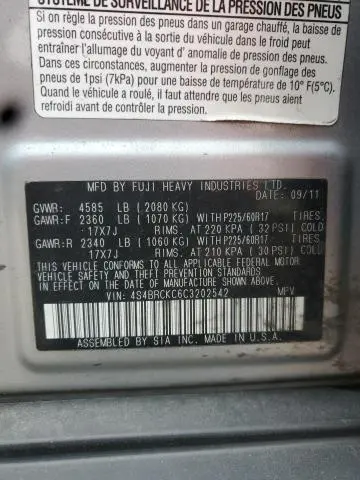 SYSTÈME DE SURVEILLANCE DE LA PRESSION DES PNEUS
Si on règle la pression des pneus dans un garage chauffé, la baisse de
pression consécutive à la sortie du véhicule dans le froid peut
entraîner l'allumage du voyant d' anomalie de pression des pneus.
Dans ces circonstances, augmenter la pression de gonflage des
pneus de 1psi (7kPa) pour une baisse de température de 10° F(5°C).
Quand le véhicule a roulé, il faut attendre que les pneus aient
refroidi avant de contrôler la pression.
MFD BY FUJI HEAVY INDUSTRIES LTD.
DATE: 09/11
GVWR: 4585 LB (2080 KG)
GAWR:F 2360 LB (1070 KG) WITH P225/60R17 TIRES,
17X7J RIMS, AT 220 KPA (32 PSI) COLD
GAWR:R 2340 LB (1060 KG) WITH P225/60R17 TIRES,
17X7J RIMS, AT 210 KPA (30 PSI) COLD
THIS VEHICLE CONFORMS TO ALL APPLICABLE FEDERAL MOTOR
VEHICLE SAFETY AND THEFT PREVENTION STANDARDS IN EFFECT
ON THE DATE OF MANUFACTURE SHOWN ABOVE.
VIN: 4S4BRCKC6C3202542 MPV
ASSEMBLED BY SIA INC. MADE IN U.S.A.